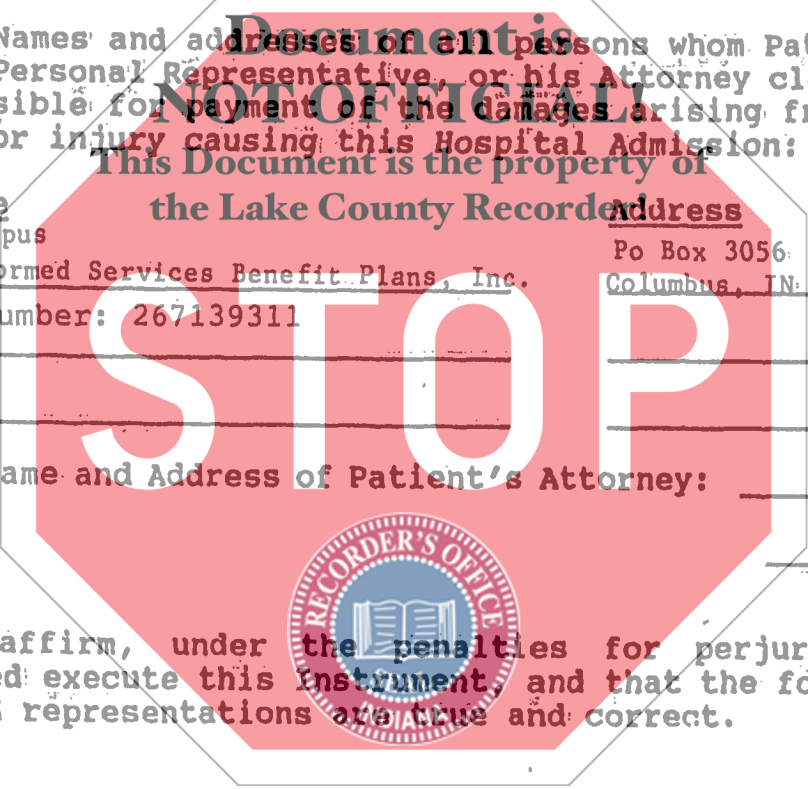 Document is
NOT OFFICIAL!
This Document is the property of
the Lake County Recorder!
STOP
Names and addresses of all persons whom Pat
Personal Representative, or his Attorney cl
sible for payment of the damages arising fr
or injury causing this Hospital Admission:
e Address
pus Po Box 3056
ormed Services Benefit Plans, Inc. Columbus, IN
umber: 267139311
ame and Address of Patient's Attorney:
RECORDER'S OFFICE
affirm, under the penalties for perjur
ed execute this instrument, and that the fo
representations are true and correct.